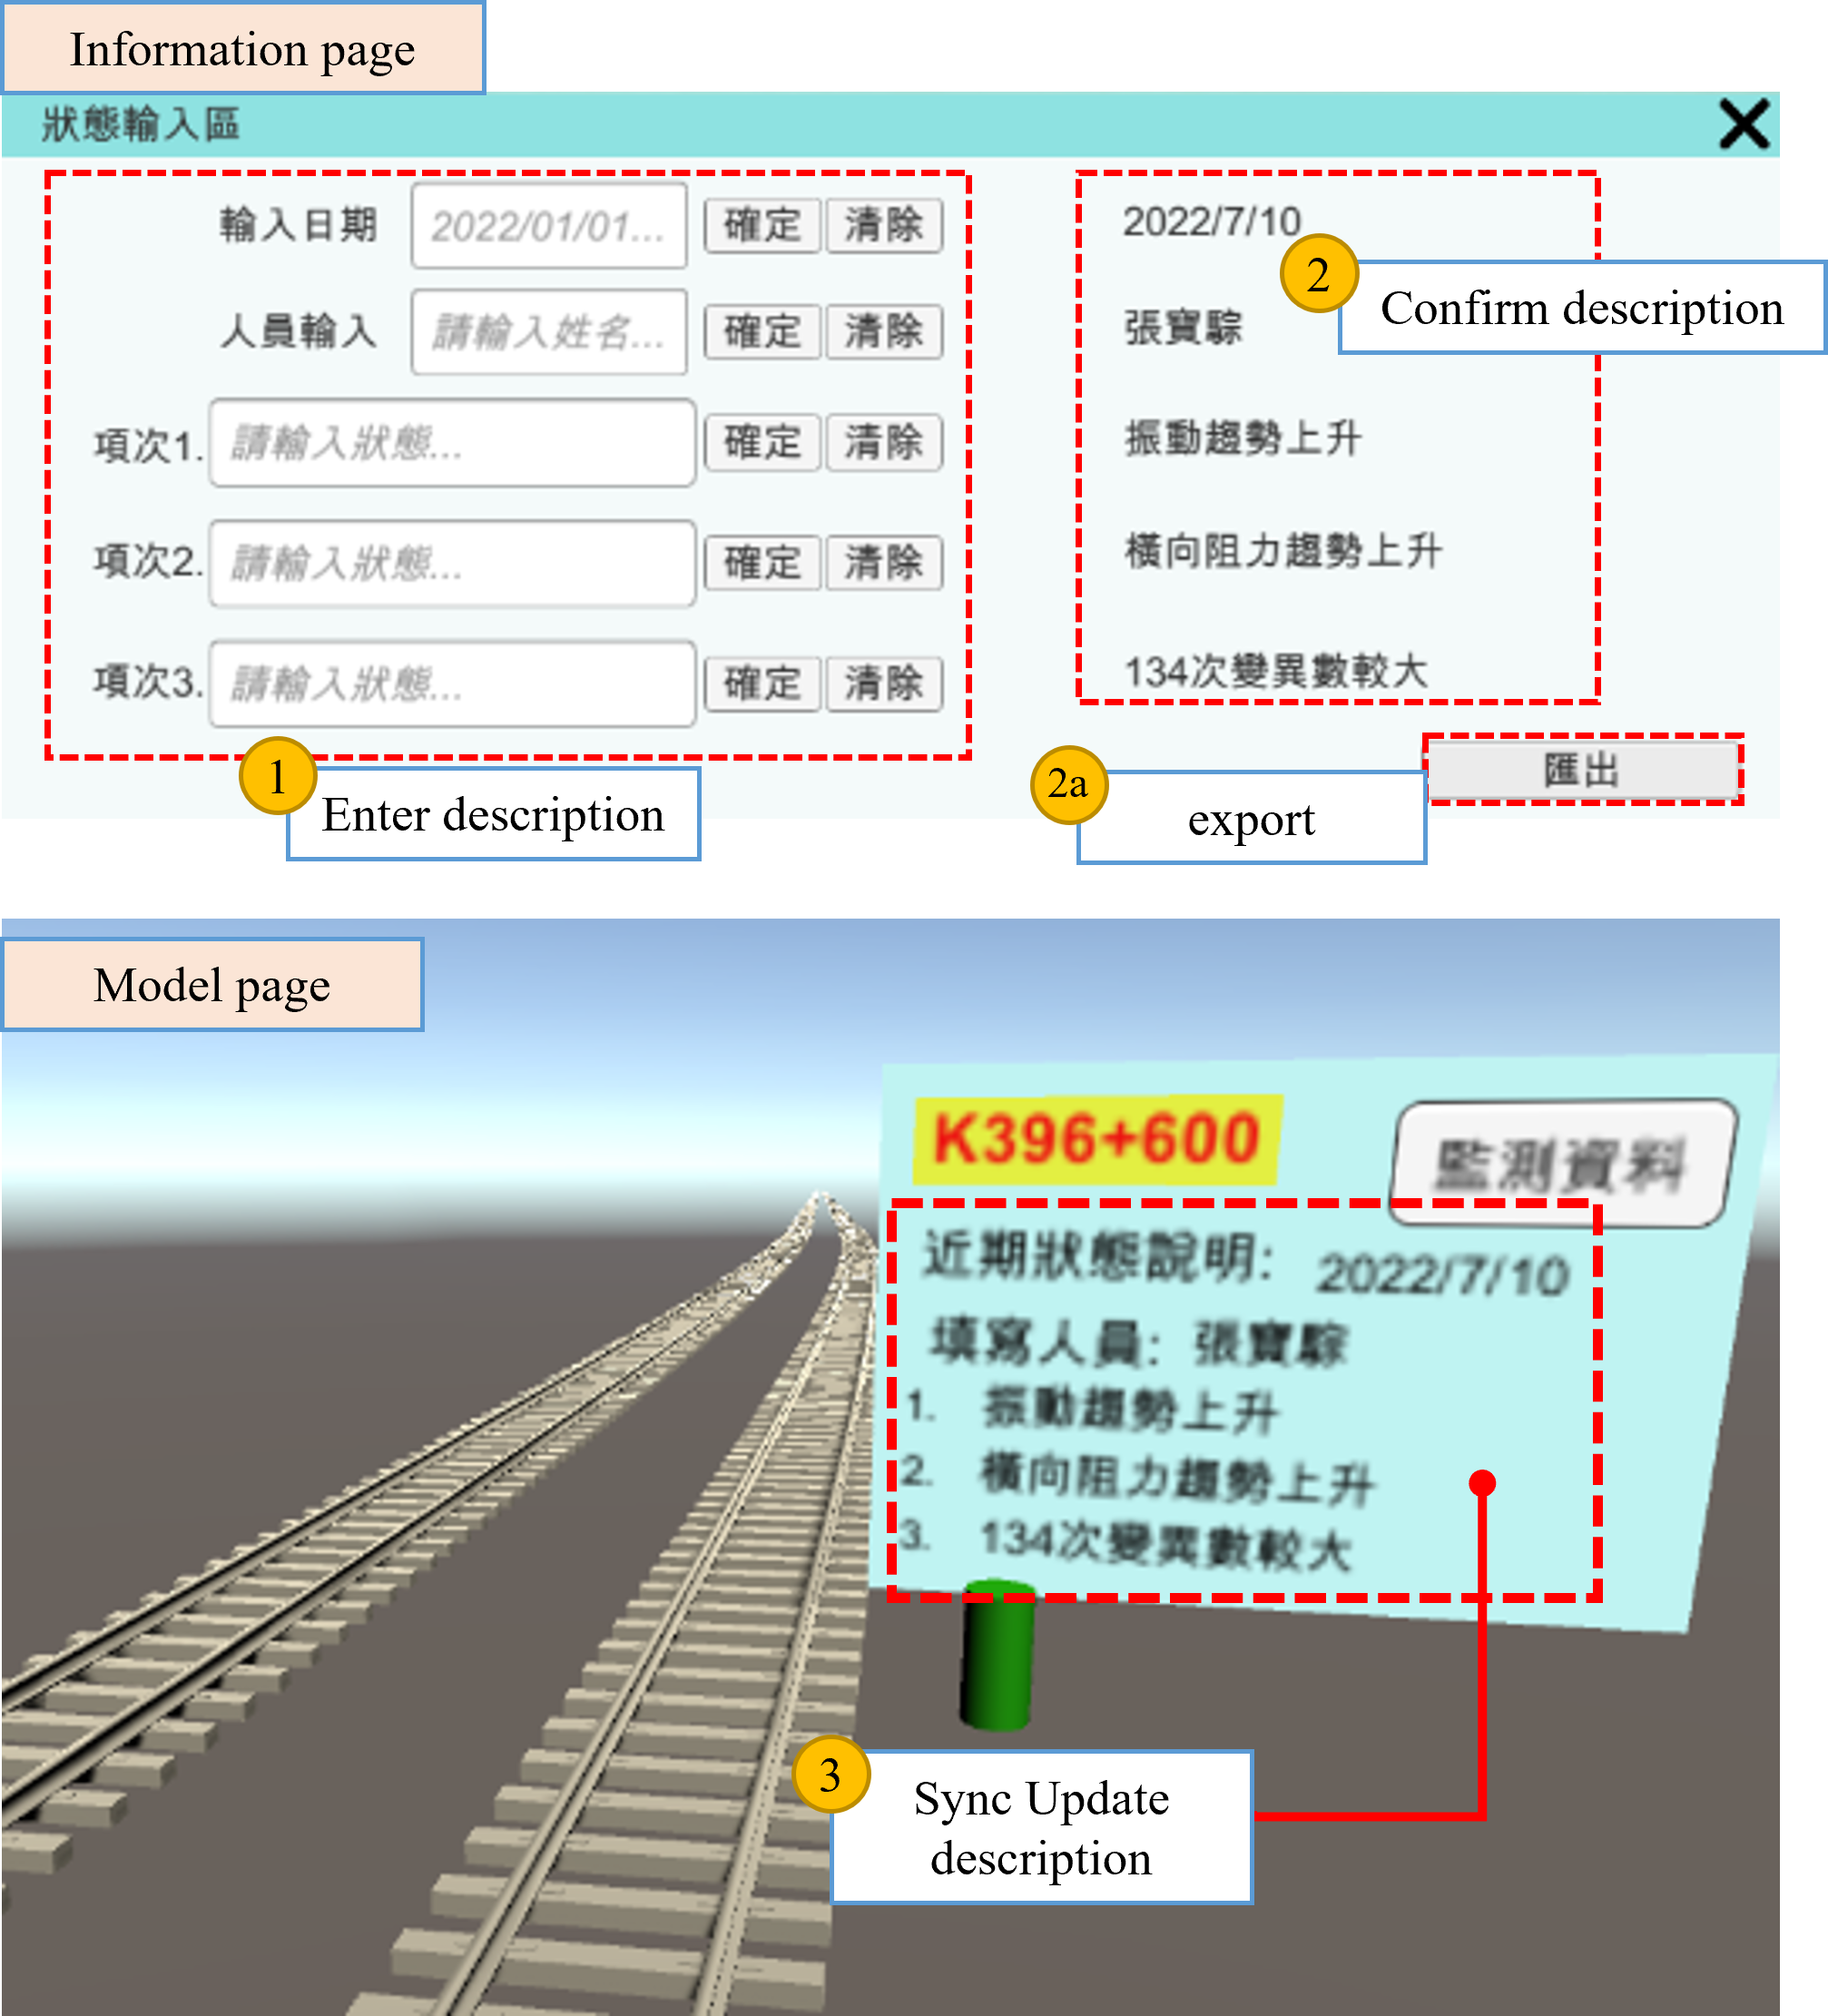 Information page
狀態輸入區
輸入日期 2022/01/01... 確定 清除
2022/7/10
人員輸入 請輸入姓名... 確定 清除
張寶騌
項次1. 請輸入狀態... 確定 清除
振動趨勢上升
項次2. 請輸入狀態... 確定 清除
橫向阻力趨勢上升
項次3. 請輸入狀態... 確定 清除
134次變異數較大
匯出
1
Enter description
2
Confirm description
2a
export
Model page
K396+600
監測資料
近期狀態說明: 2022/7/10
填寫人員: 張寶騌
1. 振動趨勢上升
2. 橫向阻力趨勢上升
3. 134次變異數較大
3
Sync Update
description